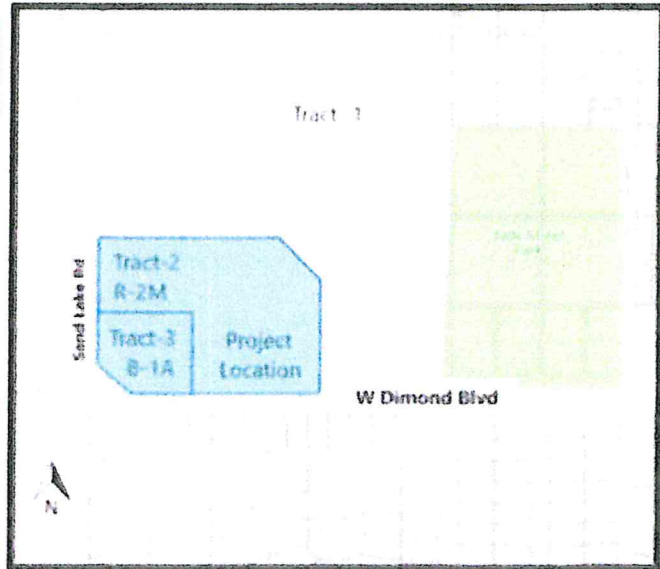 Tract 1
Tract-2
R-2M
Sand Lake Rd
Tract-3
B-1A
Project
Location
W Dimond Blvd
N